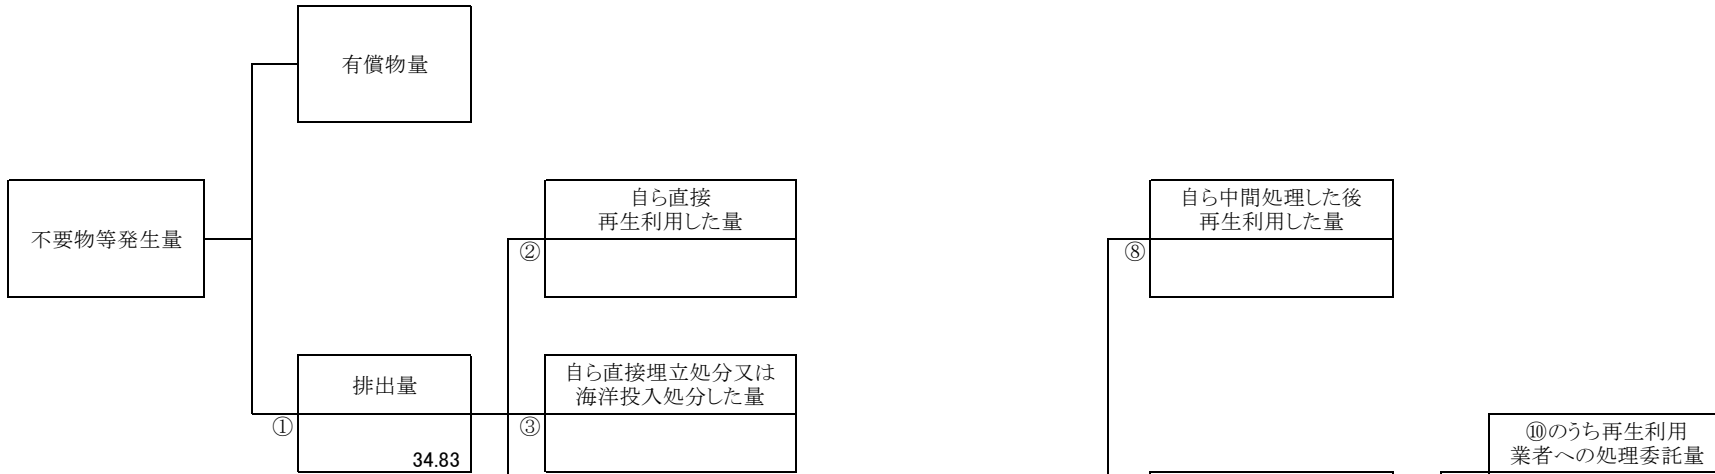 有償物量
不要物等発生量
自ら直接
再生利用した量
②
自ら中間処理した後
再生利用した量
⑧
排出量
①
34.83
自ら直接埋立処分又は
海洋投入処分した量
③
⑩のうち再生利用
業者への処理委託量